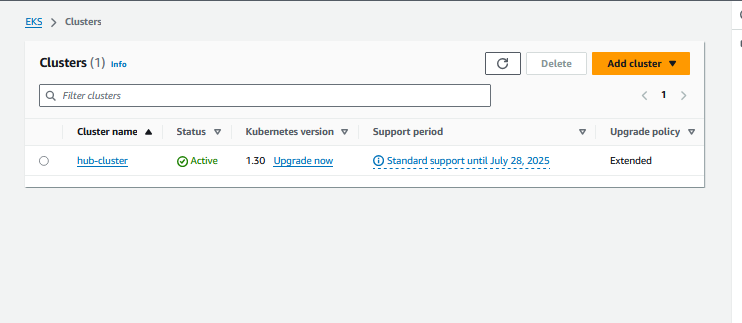 EKS > Clusters
Clusters (1) Info
Delete
Add cluster
Filter clusters
1
Cluster name Status Kubernetes version Support period Upgrade policy
hub-cluster Active 1.30 Upgrade now Standard support until July 28, 2025 Extended